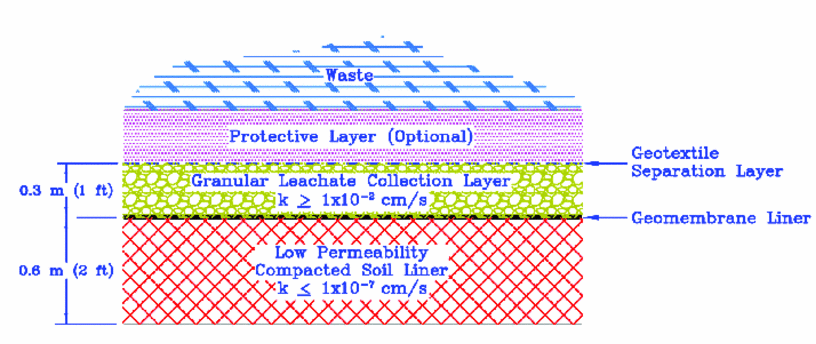 Waste
Protective Layer (Optional)
Geotextile
Separation Layer
0.3 m (1 ft)
Granular Leachate Collection Layer
k ≥ 1x10⁻² cm/s
Geomembrane Liner
0.6 m (2 ft)
Low Permeability
Compacted Soil Liner
k ≤ 1x10⁻⁷ cm/s